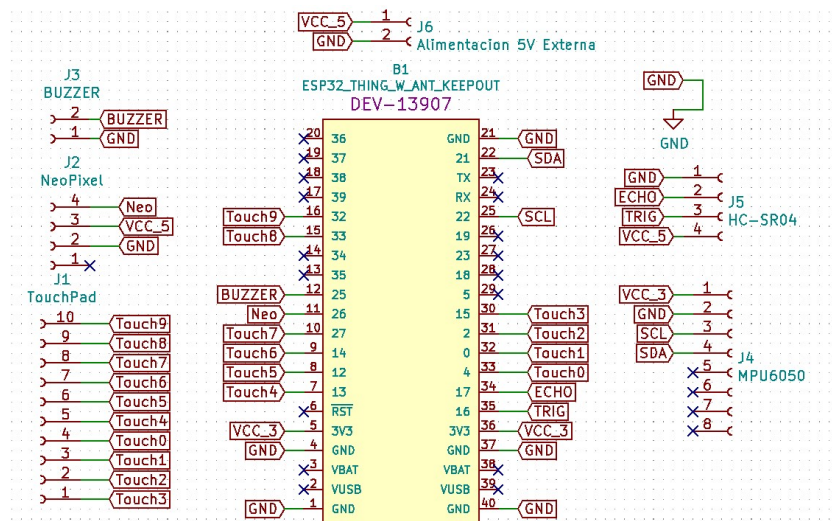 VCC_5 1 J6
GND 2 Alimentacion 5V Externa
J3
BUZZER
2 BUZZER
1 GND
J2
NeoPixel
4 Neo
3 VCC_5
2 GND
1
J1
TouchPad
10 Touch9
9 Touch8
8 Touch7
7 Touch6
6 Touch5
5 Touch4
4 Touch0
3 Touch1
2 Touch2
1 Touch3
B1
ESP32_THING_W_ANT_KEEPOUT
DEV-13907
20 36 GND 21 GND
19 37 21 22 SDA
18 38 TX 23
17 39 RX 24
Touch9 16 32 22 25 SCL
Touch8 15 33 19 26
14 34 23 27
13 35 18 28
BUZZER 12 25 5 29
Neo 11 26 15 30 Touch3
Touch7 10 27 2 31 Touch2
Touch6 9 14 0 32 Touch1
Touch5 8 12 4 33 Touch0
Touch4 7 13 17 34 ECHO
6 RST 16 35 TRIG
VCC_3 5 3V3 3V3 36 VCC_3
GND 4 GND GND 37 GND
3 VBAT VBAT 38
2 VUSB VUSB 39
GND 1 GND GND 40 GND
GND
GND
GND 1
ECHO 2
TRIG 3
VCC_5 4
J5
HC-SR04
VCC_3 1
GND 2
SCL 3
SDA 4
5
6
7
8
J4
MPU6050